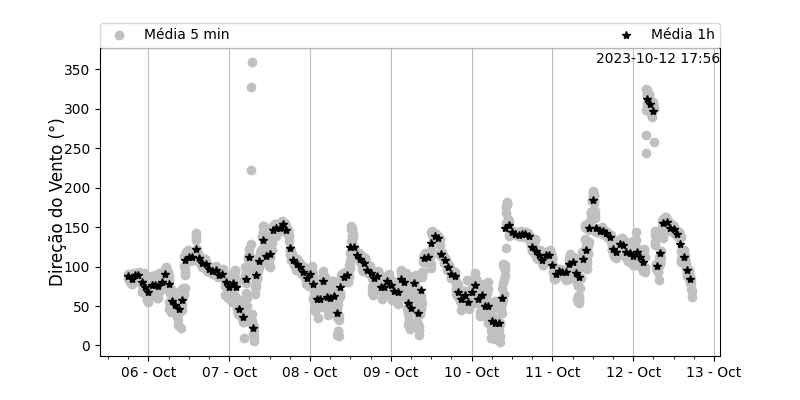 Média 5 min
Média 1h
2023-10-12 17:56
Direção do Vento (°)
350
300
250
200
150
100
50
0
06 - Oct
07 - Oct
08 - Oct
09 - Oct
10 - Oct
11 - Oct
12 - Oct
13 - Oct